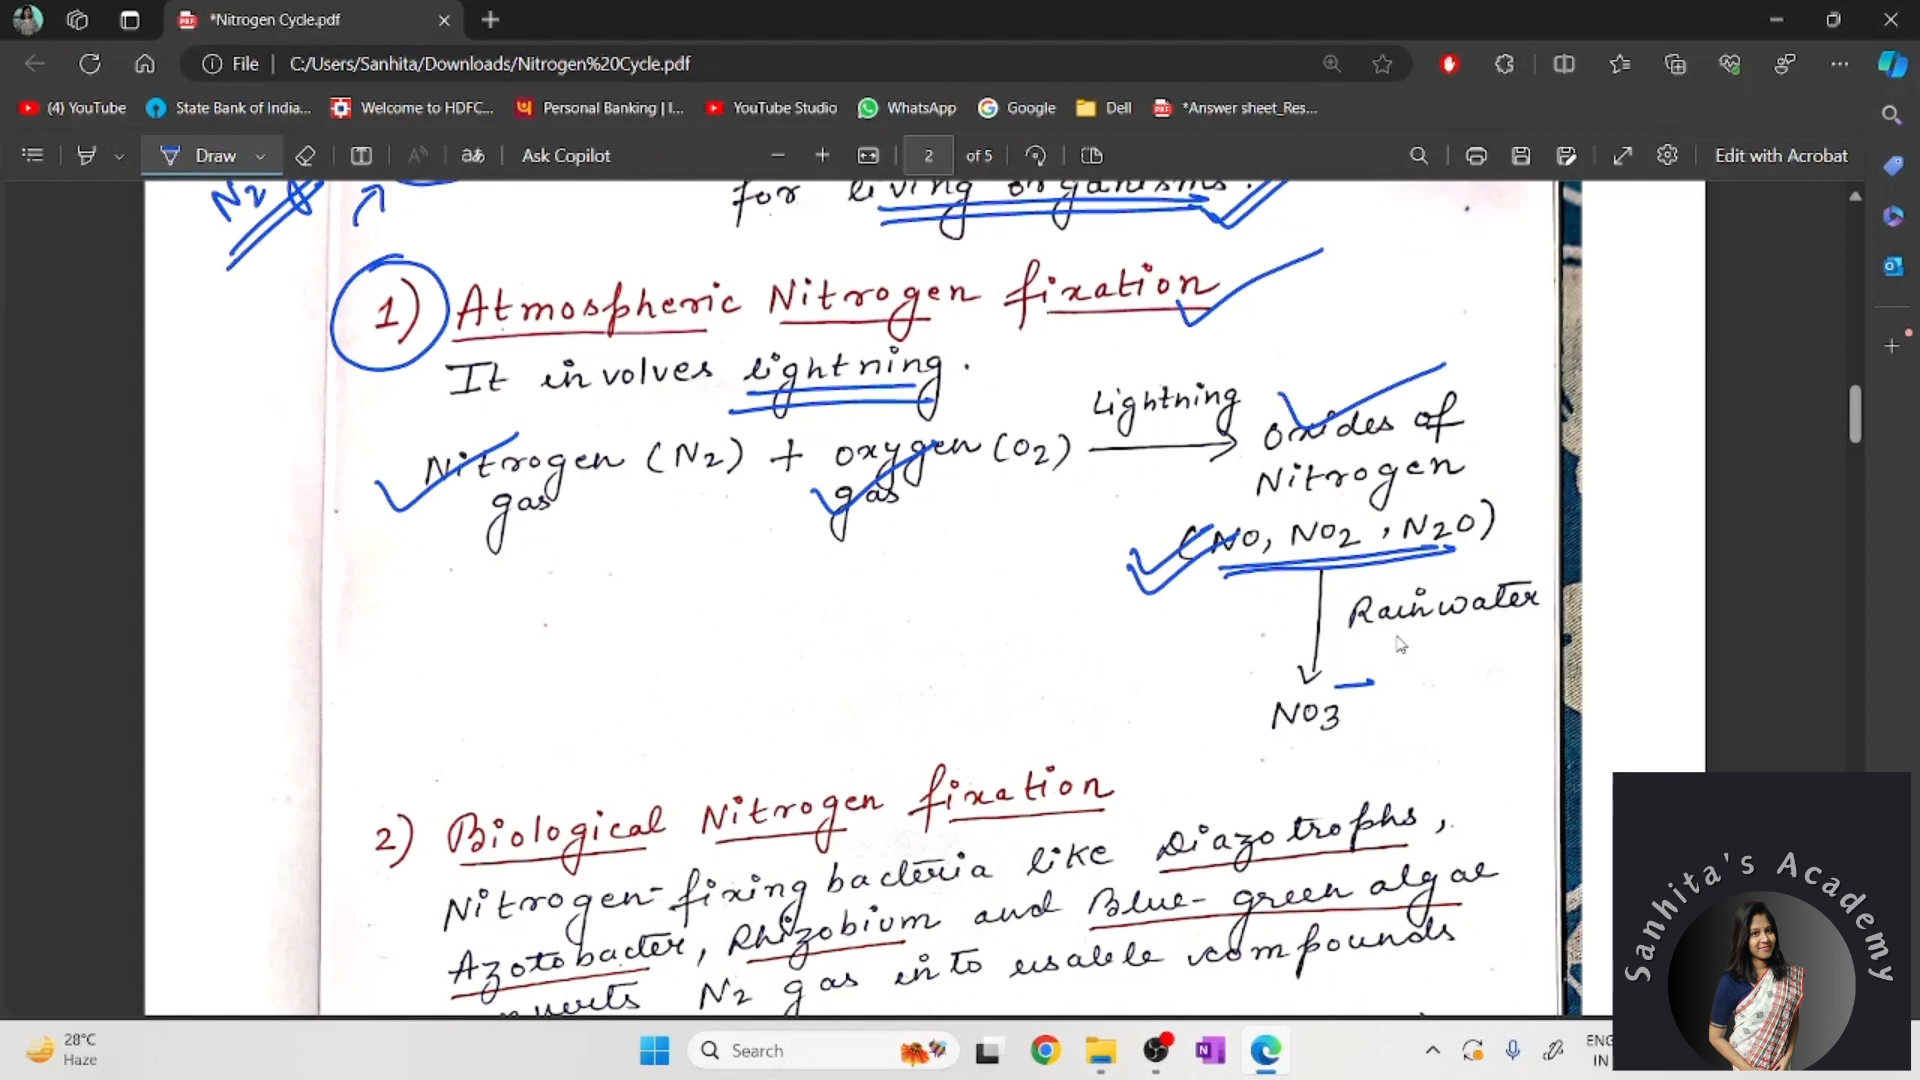 *Nitrogen Cycle.pdf
File
C:/Users/Sanhita/Downloads/Nitrogen%20Cycle.pdf
(4) YouTube
State Bank of India...
Welcome to HDFC...
Personal Banking | I...
YouTube Studio
WhatsApp
Google
Dell
*Answer sheet_Res...
Draw
Ask Copilot
2 of 5
Edit with Acrobat
N2
for living organisms.
1) Atmospheric Nitrogen fixation
It involves lightning.
Lightning
Nitrogen (N2) + oxygen (O2) → Oxides of
gas gas Nitrogen
(NO, NO2, N2O)
Rainwater
NO3 –
2) Biological Nitrogen fixation
Nitrogen-fixing bacteria like Diazotrophs,
Azotobacter, Rhizobium and Blue-green algae
N2 gas into usable compounds
Sanhita's Academy
28°C
Haze
Search
ENG
IN